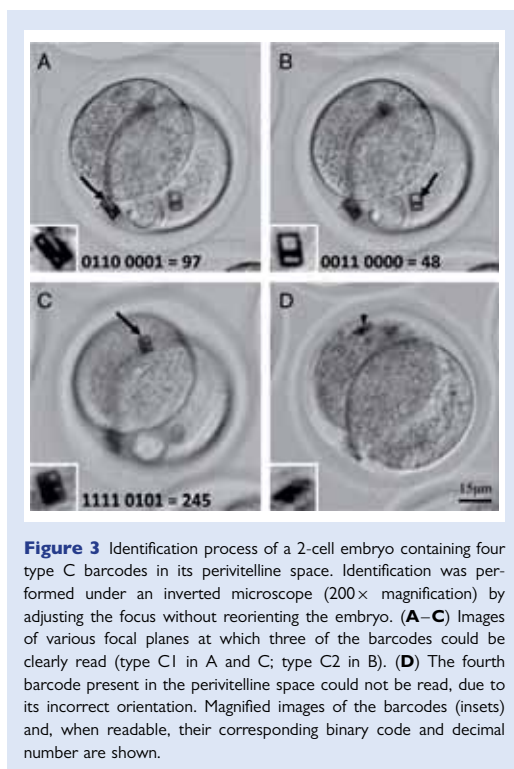 A
B
0110 0001 = 97
0011 0000 = 48
C
D
1111 0101 = 245
15µm
Figure 3 Identification process of a 2-cell embryo containing four
type C barcodes in its perivitelline space. Identification was per-
formed under an inverted microscope (200× magnification) by
adjusting the focus without reorienting the embryo. (A–C) Images
of various focal planes at which three of the barcodes could be
clearly read (type C1 in A and C; type C2 in B). (D) The fourth
barcode present in the perivitelline space could not be read, due to
its incorrect orientation. Magnified images of the barcodes (insets)
and, when readable, their corresponding binary code and decimal
number are shown.